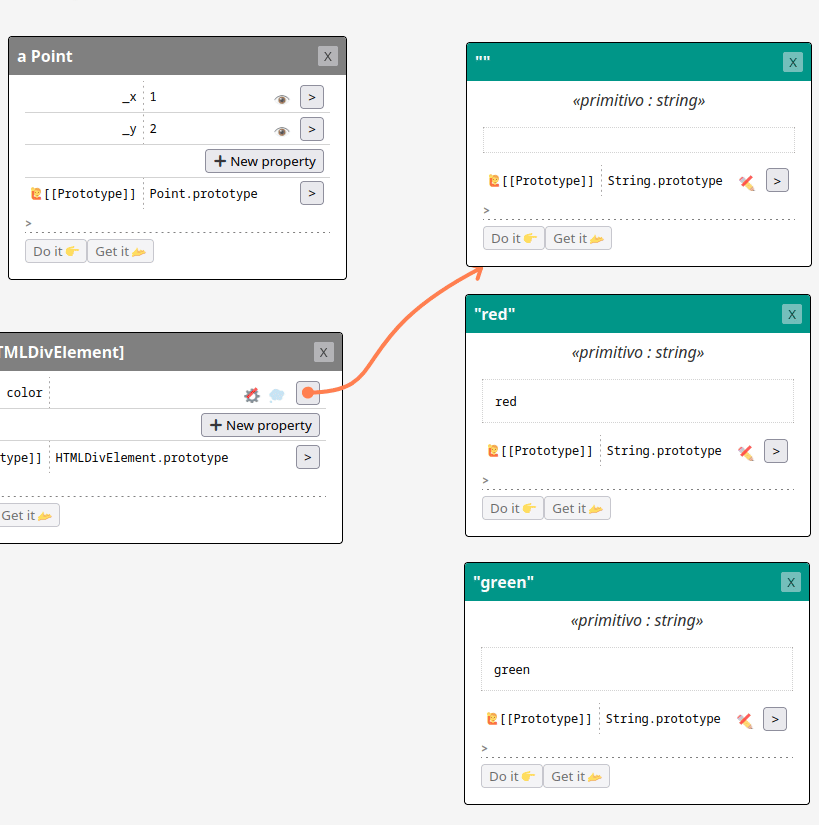 a Point X
_x 1 >
_y 2 >
+ New property
[[Prototype]] Point.prototype >
>
Do it Get it
TMLDivElement] X
color
+ New property
type]] HTMLDivElement.prototype >
Get it
"" X
«primitivo : string»
[[Prototype]] String.prototype >
>
Do it Get it
"red" X
«primitivo : string»
red
[[Prototype]] String.prototype >
>
Do it Get it
"green" X
«primitivo : string»
green
[[Prototype]] String.prototype >
>
Do it Get it